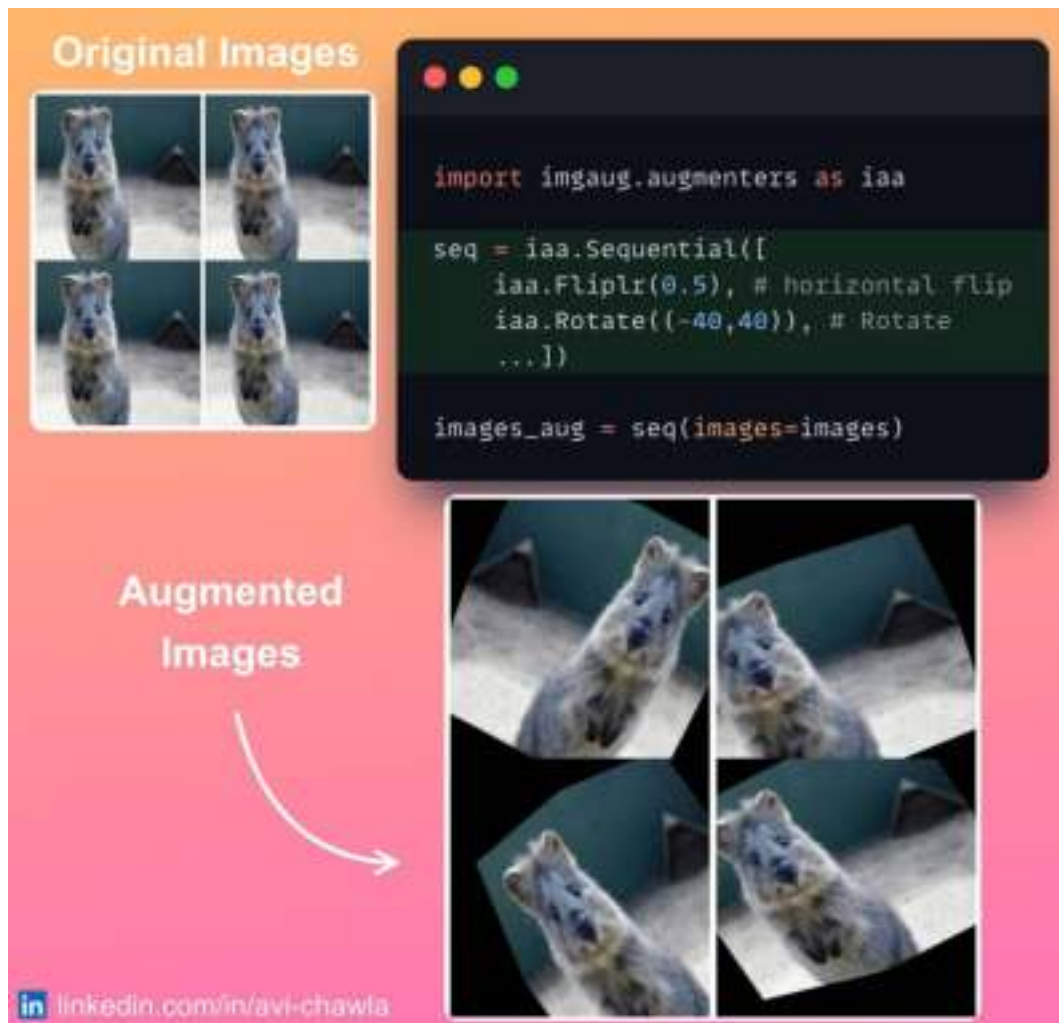 Original Images
import imgaug.augmenters as iaa
seq = iaa.Sequential([
iaa.Fliplr(0.5), # horizontal flip
iaa.Rotate((-40,40)), # Rotate
...])
images_aug = seq(images=images)
Augmented
Images
in linkedin.com/in/avi-chawla